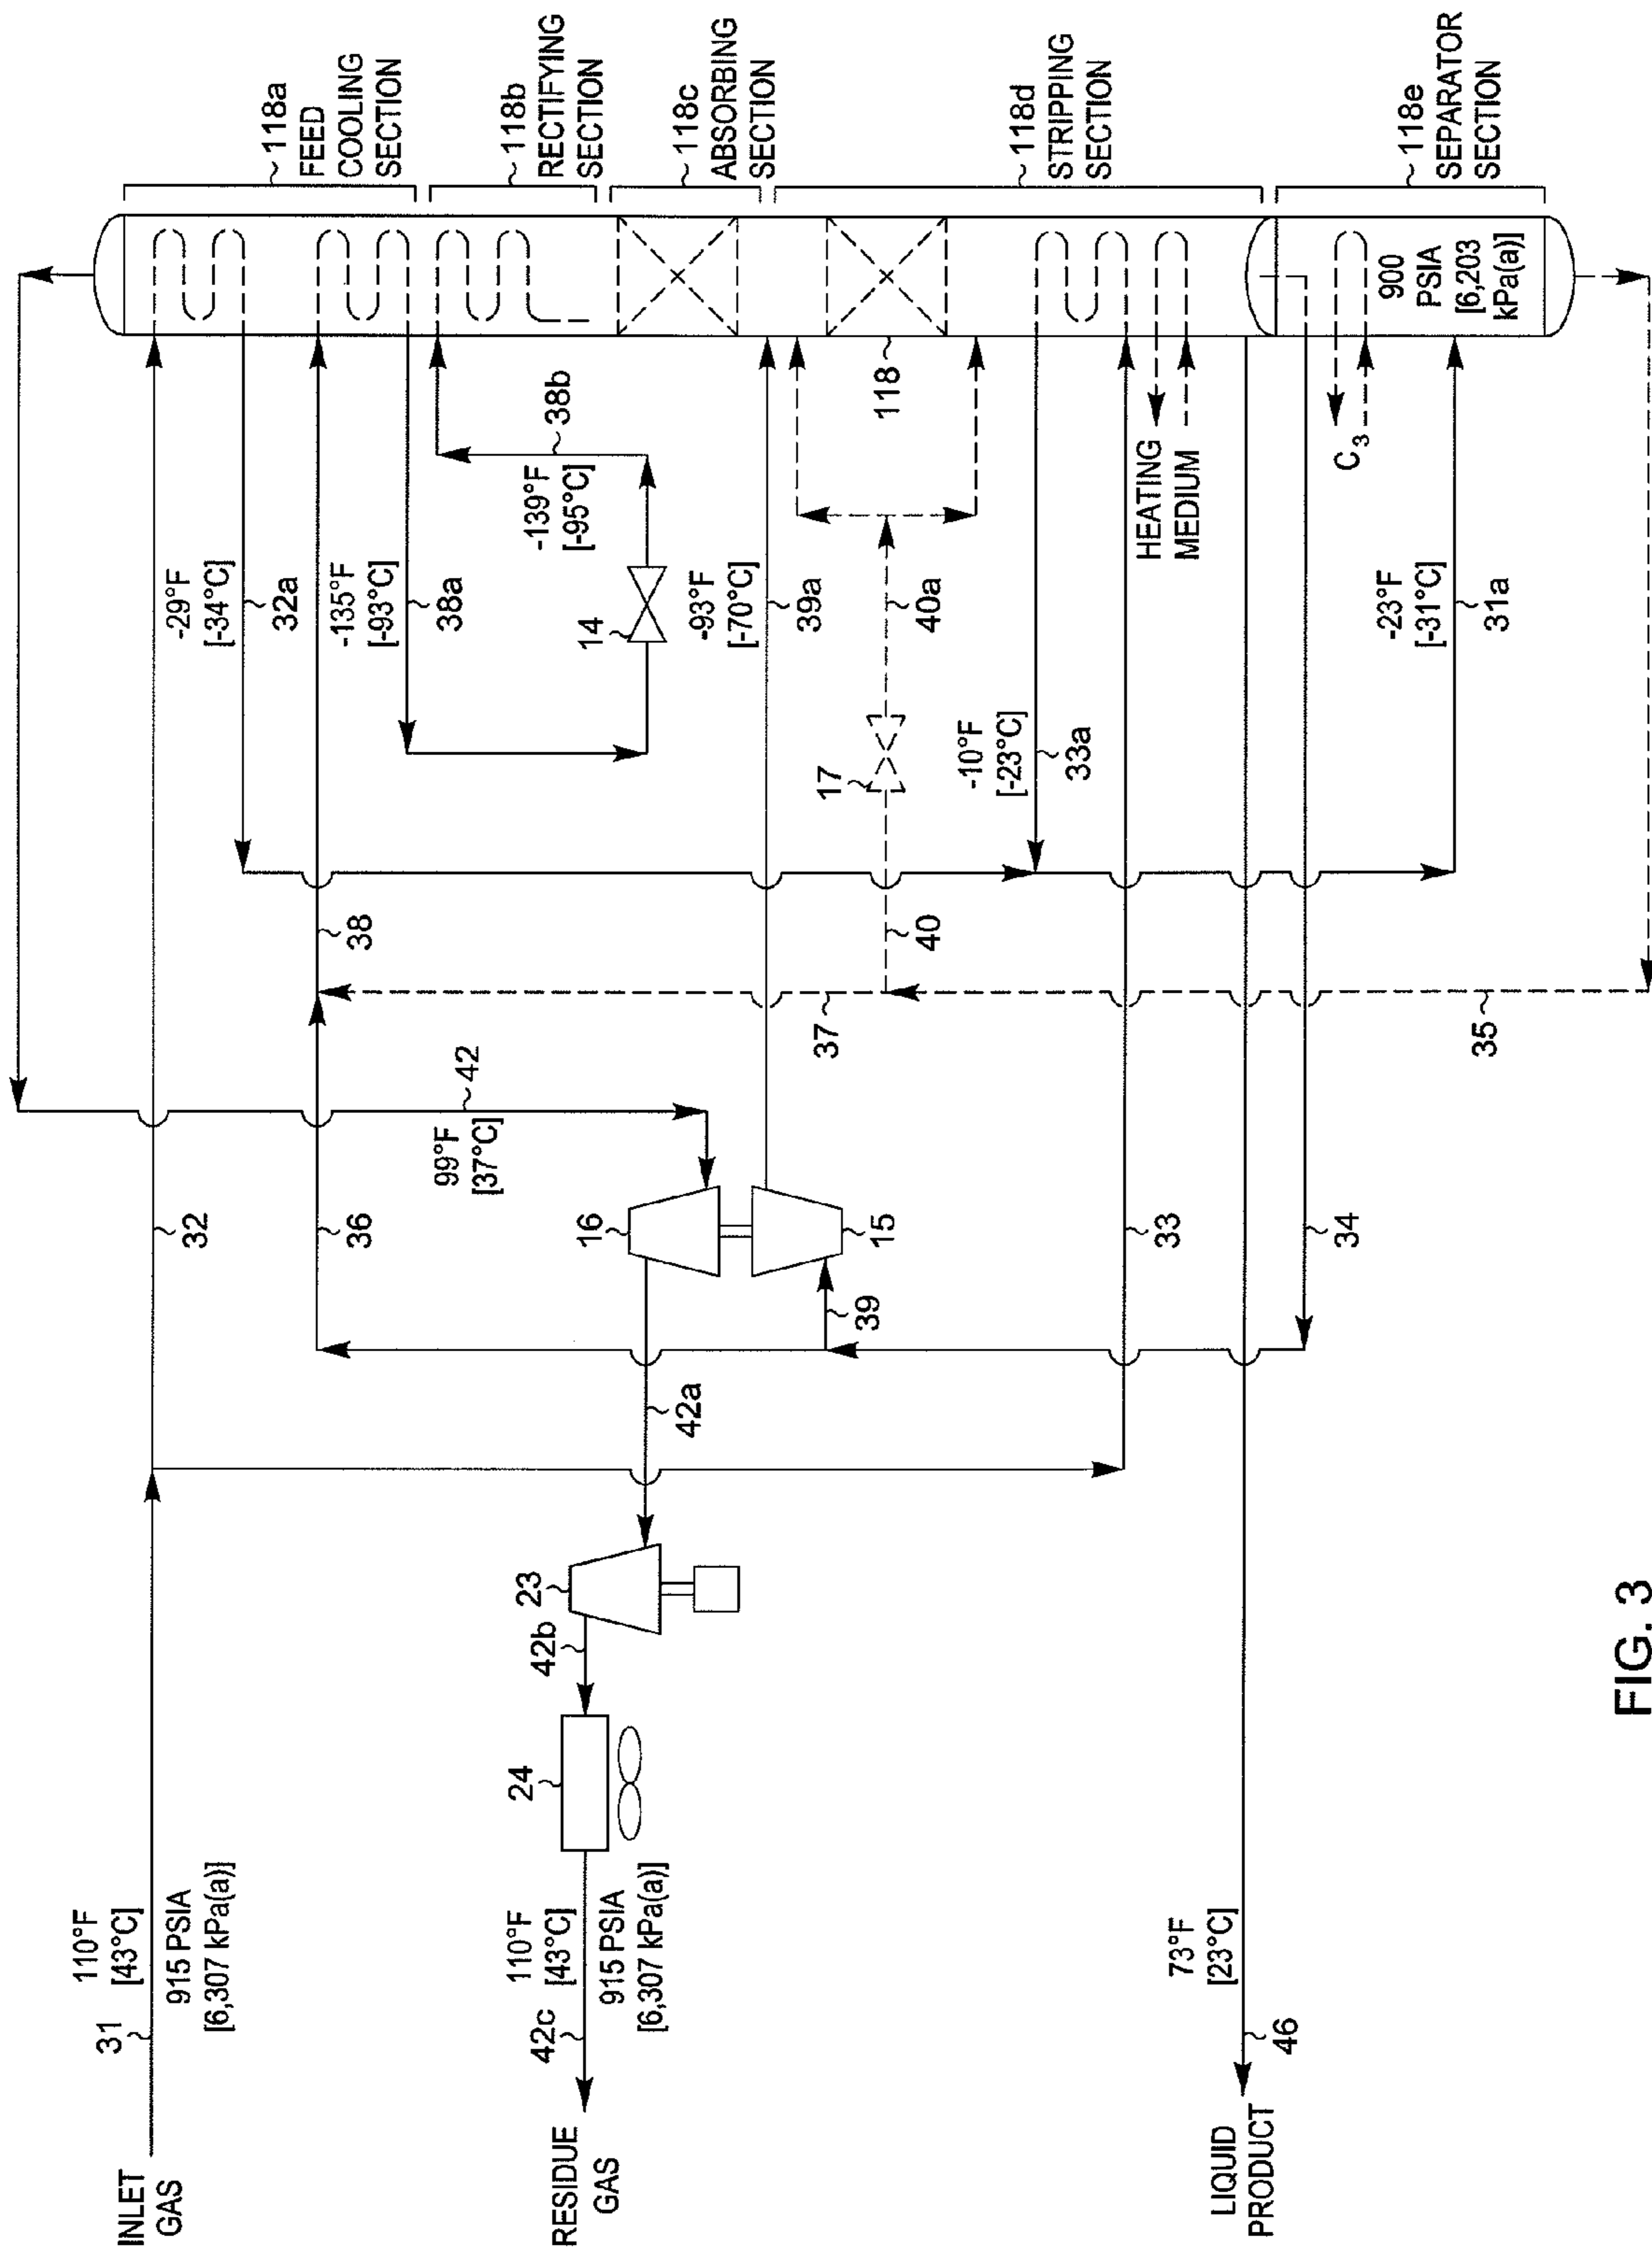 118a
FEED
COOLING
SECTION
118b
RECTIFYING
SECTION
118c
ABSORBING
SECTION
118d
STRIPPING
SECTION
118e
SEPARATOR
SECTION
900
PSIA
[6,203
kPa(a)]
118
-29°F
[-34°C]
32a
-135°F
[-93°C]
38a
-139°F
[-95°C]
38b
14
-93°F
[-70°C]
39a
40a
17
-10°F
[-23°C]
33a
HEATING
MEDIUM
C3
-23°F
[-31°C]
31a
38
40
37
35
42
99°F
[37°C]
32
36
16
15
39
33
34
42a
23
42b
24
110°F
[43°C]
31
915 PSIA
[6,307 kPa(a)]
110°F
[43°C]
42c
915 PSIA
[6,307 kPa(a)]
73°F
[23°C]
46
INLET
GAS
RESIDUE
GAS
LIQUID
PRODUCT
FIG. 3